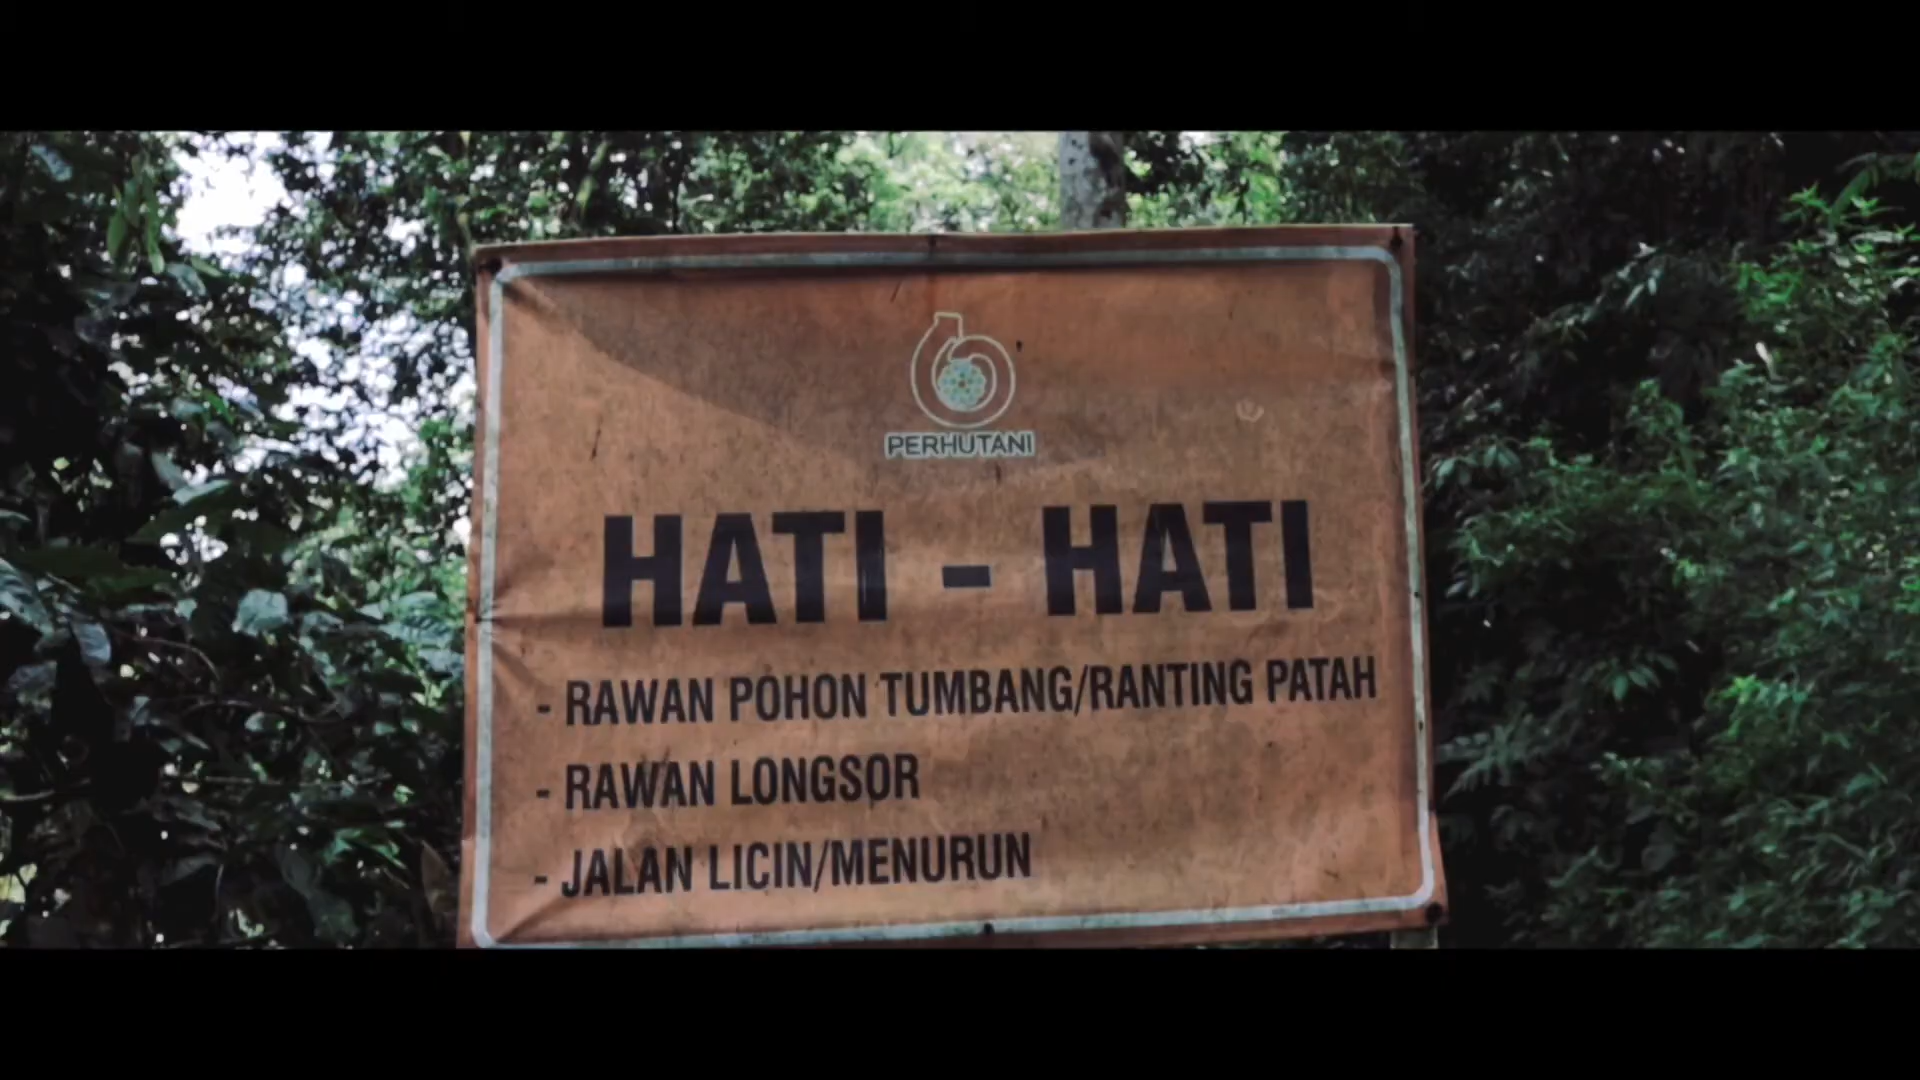 PERHUTANI
HATI - HATI
- RAWAN POHON TUMBANG/RANTING PATAH
- RAWAN LONGSOR
- JALAN LICIN/MENURUN